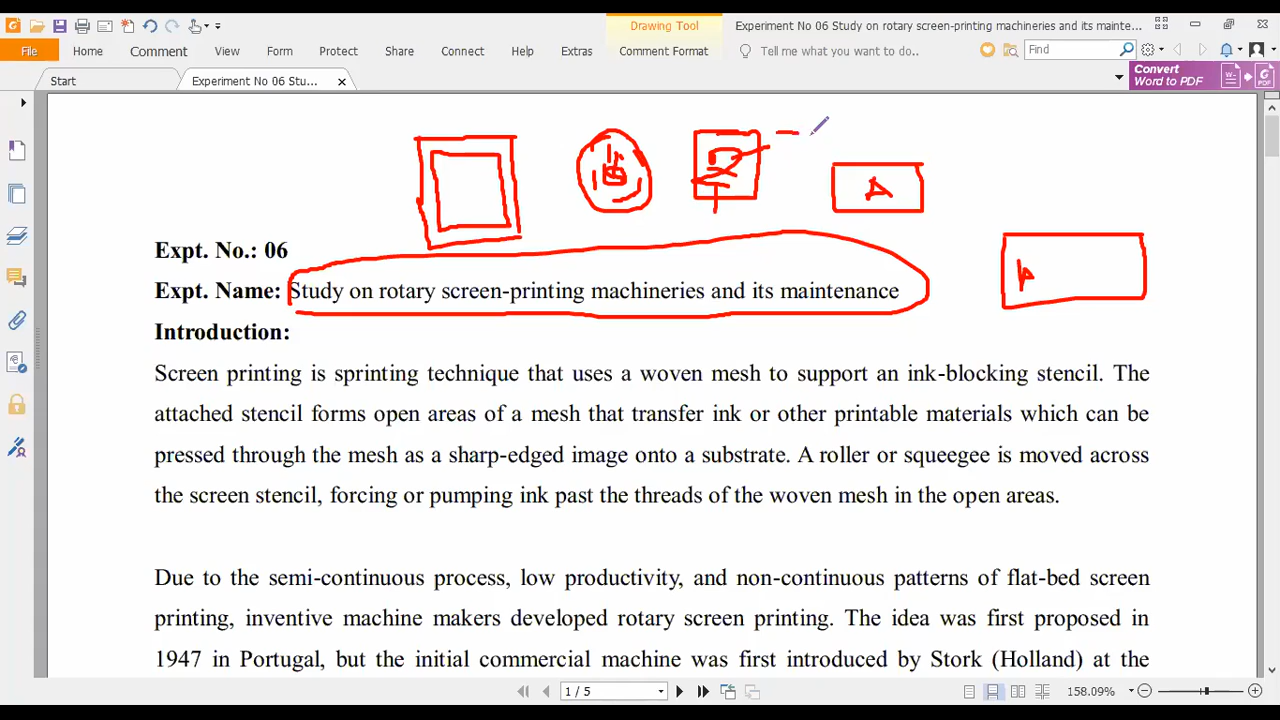 Drawing Tool
Experiment No 06 Study on rotary screen-printing machineries and its mainte...
File Home Comment View Form Protect Share Connect Help Extras Comment Format Tell me what you want to do.. Find
Start Experiment No 06 Stu... Convert
Word to PDF
A
A
Expt. No.: 06
Expt. Name: Study on rotary screen-printing machineries and its maintenance
Introduction:
Screen printing is sprinting technique that uses a woven mesh to support an ink-blocking stencil. The
attached stencil forms open areas of a mesh that transfer ink or other printable materials which can be
pressed through the mesh as a sharp-edged image onto a substrate. A roller or squeegee is moved across
the screen stencil, forcing or pumping ink past the threads of the woven mesh in the open areas.
Due to the semi-continuous process, low productivity, and non-continuous patterns of flat-bed screen
printing, inventive machine makers developed rotary screen printing. The idea was first proposed in
1947 in Portugal, but the initial commercial machine was first introduced by Stork (Holland) at the
1 / 5 158.09%